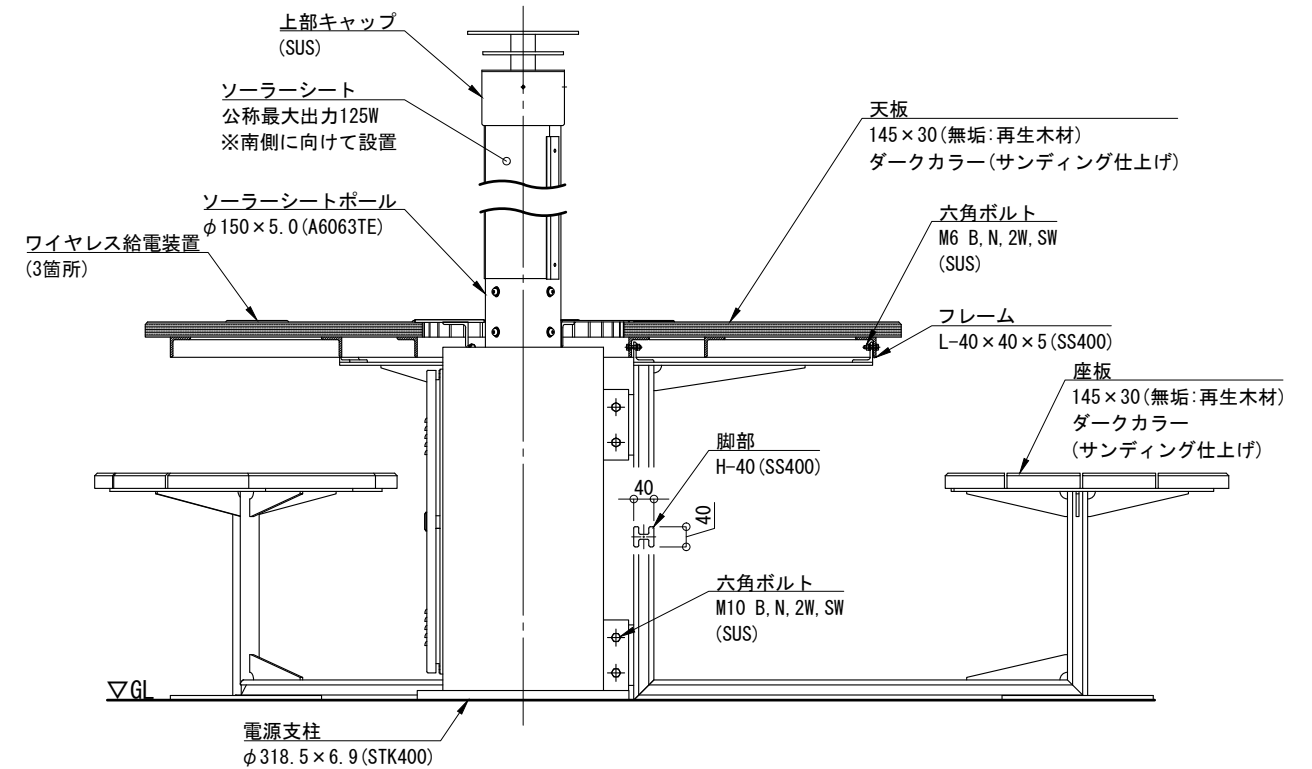 上部キャップ
(SUS)
ソーラーシート
公称最大出力125W
※南側に向けて設置
ソーラーシートポール
φ150×5.0(A6063TE)
ワイヤレス給電装置
(3箇所)
天板
145×30(無垢:再生木材)
ダークカラー(サンディング仕上げ)
六角ボルト
M6 B,N,2W,SW
(SUS)
フレーム
L-40×40×5(SS400)
座板
145×30(無垢:再生木材)
ダークカラー
(サンディング仕上げ)
脚部
H-40(SS400)
40
40
六角ボルト
M10 B,N,2W,SW
(SUS)
▽GL
電源支柱
φ318.5×6.9(STK400)